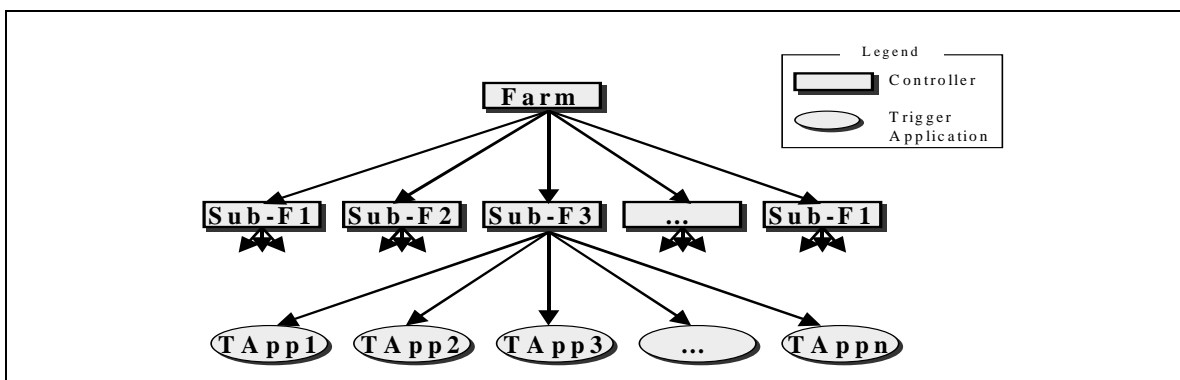 Legend
Controller
Trigger
Application
Farm
Sub-F1 Sub-F2 Sub-F3 ... Sub-F1
TApp1 TApp2 TApp3 ... TAppn